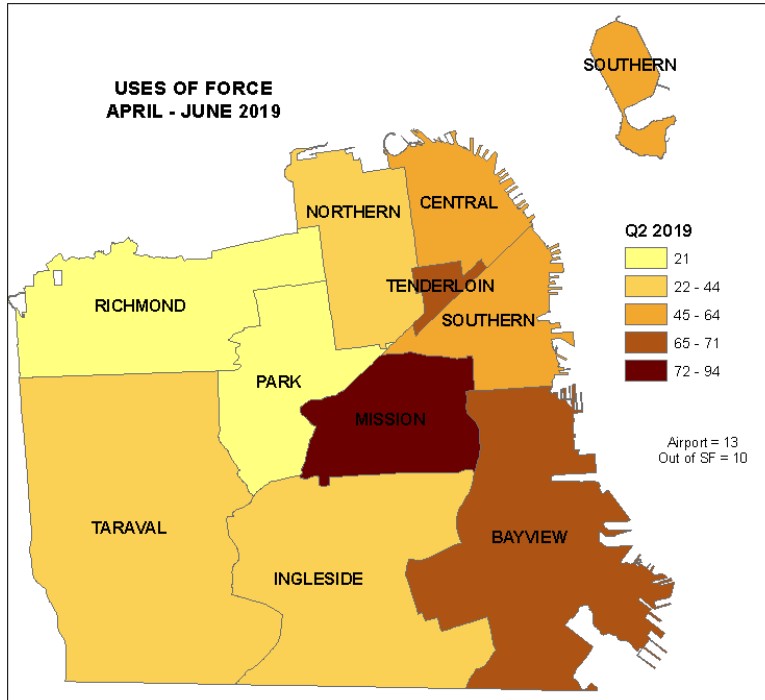 USES OF FORCE
APRIL - JUNE 2019
SOUTHERN
NORTHERN
CENTRAL
Q2 2019
21
22 - 44
45 - 64
65 - 71
72 - 94
RICHMOND
TENDERLOIN
SOUTHERN
PARK
MISSION
Airport = 13
Out of SF = 10
TARAVAL
BAYVIEW
INGLESIDE